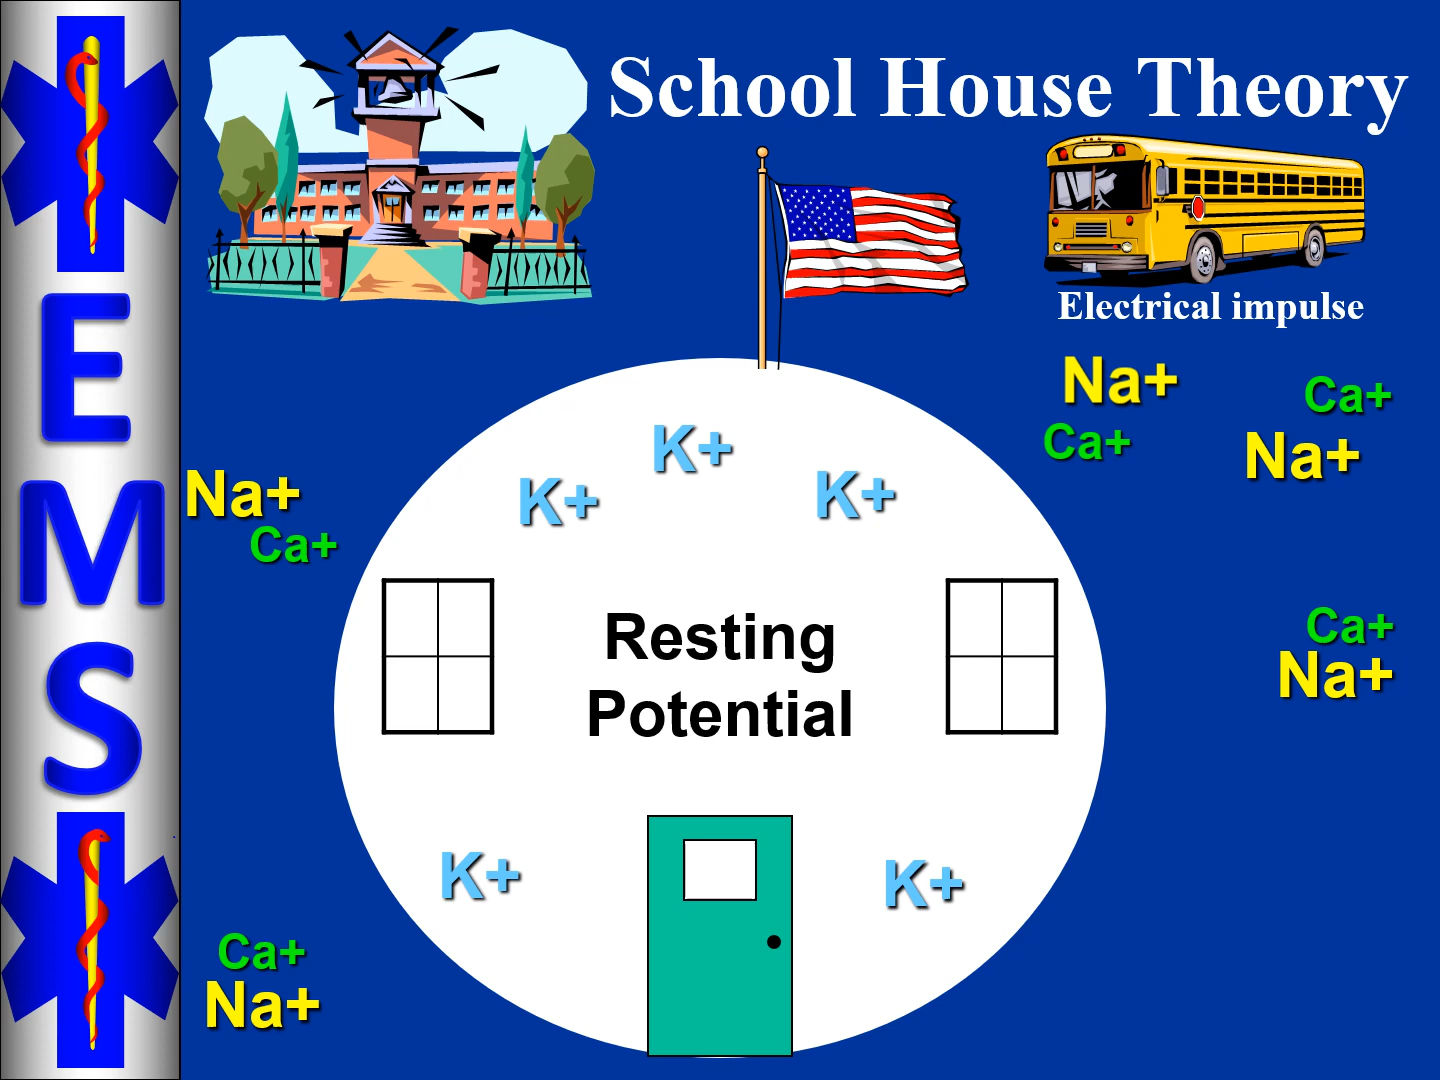 EMS
School House Theory
Electrical impulse
Na+
Ca+
Ca+
Na+
K+
K+
K+
Na+
Ca+
Resting
Potential
Ca+
Na+
K+
K+
Ca+
Na+